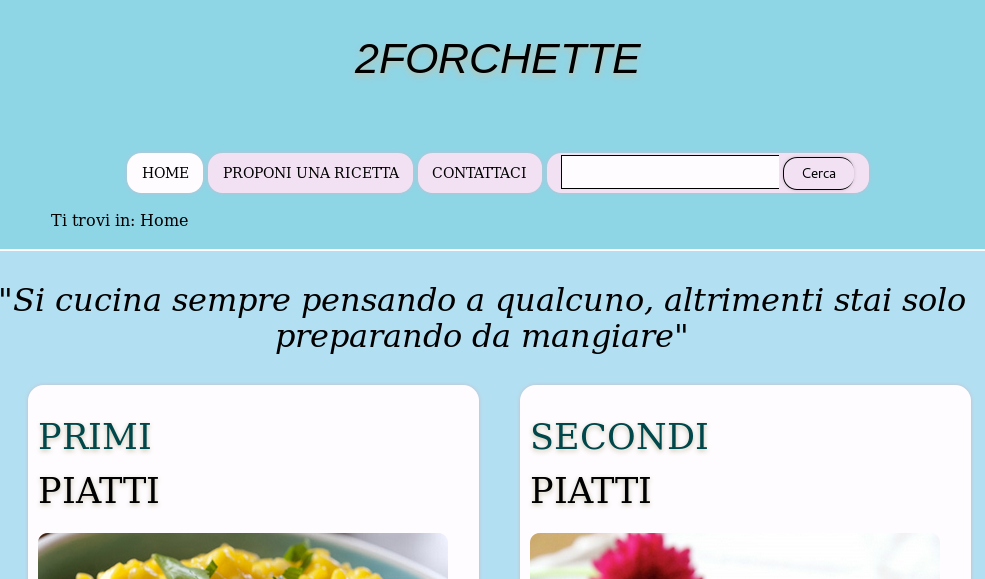 2FORCHETTE
HOME PROPONI UNA RICETTA CONTATTACI Cerca
Ti trovi in: Home
"Si cucina sempre pensando a qualcuno, altrimenti stai solo
preparando da mangiare"
PRIMI
PIATTI
SECONDI
PIATTI